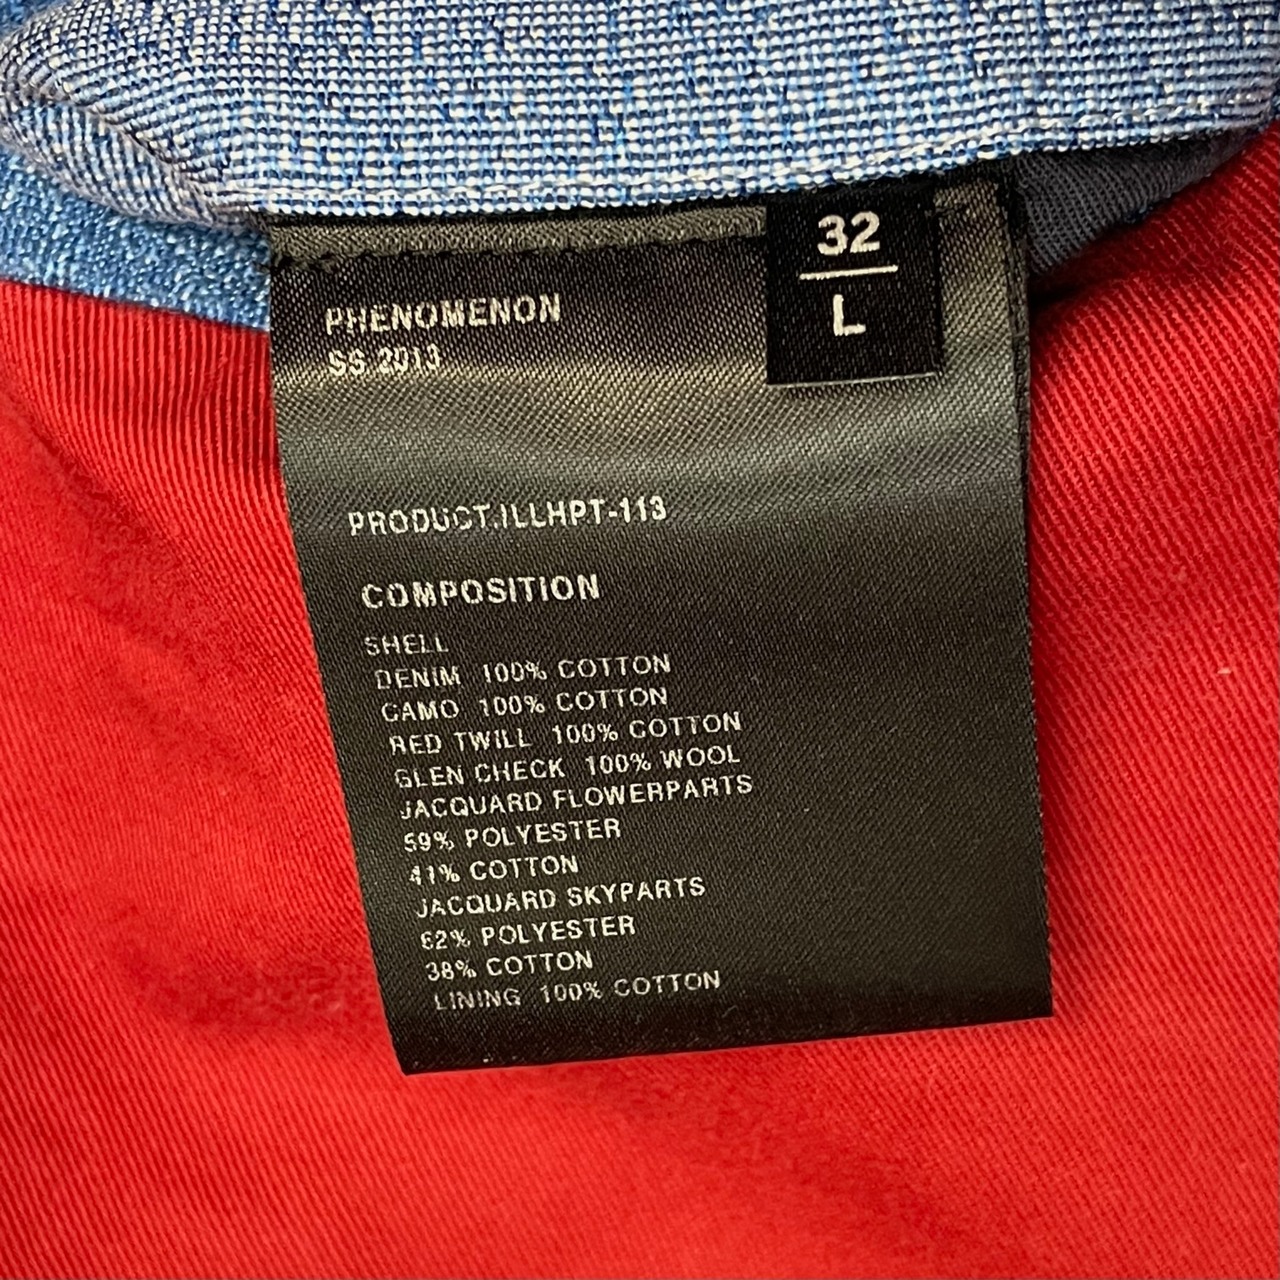 32
L
PHENOMENON
SS 2013
PRODUCT.ILLHPT-113
COMPOSITION
SHELL
DENIM 100% COTTON
CAMO 100% COTTON
RED TWILL 100% COTTON
GLEN CHECK 100% WOOL
JACQUARD FLOWERPARTS
59% POLYESTER
41% COTTON
JACQUARD SKYPARTS
62% POLYESTER
38% COTTON
LINING 100% COTTON